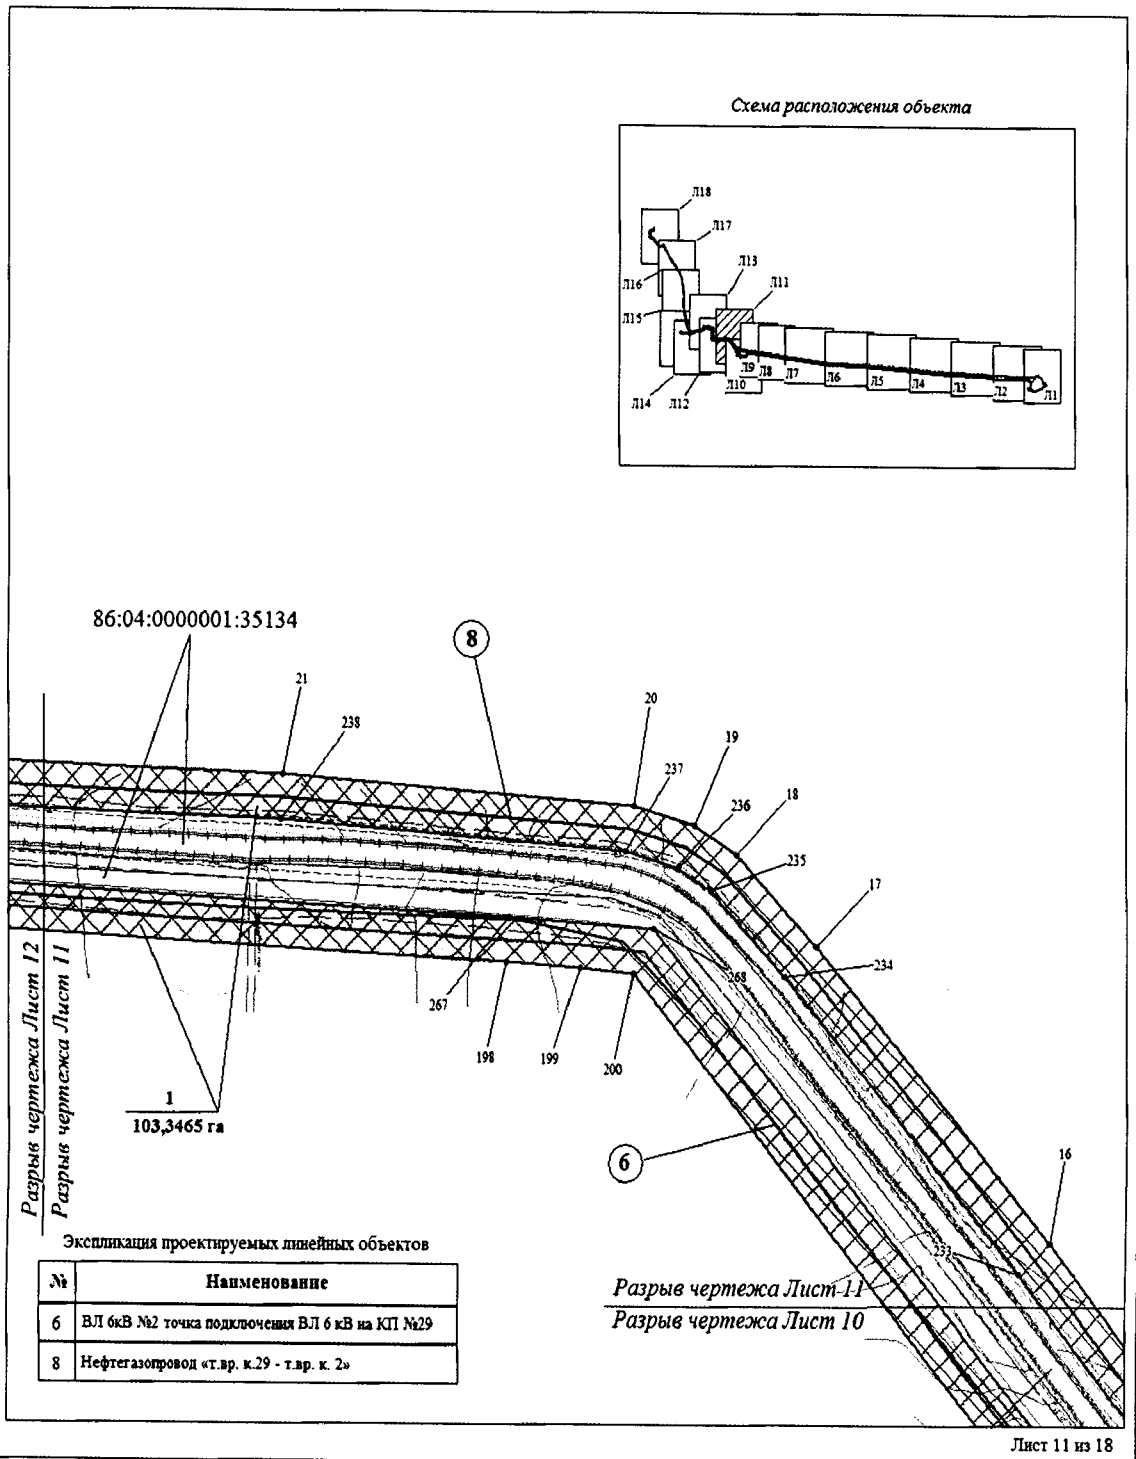 Схема расположения объекта
Л18
Л17
Л16
Л13
Л11
Л15
Л9
Л8
Л7
Л6
Л5
Л4
Л3
Л2
Л1
Л14
Л12
Л10
86:04:0000001:35134
8
21
20
238
19
237
18
236
235
17
234
268
267
198
199
200
1
103,3465 га
6
16
233
Разрыв чертежа Лист 12
Разрыв чертежа Лист 11
Разрыв чертежа Лист 11
Разрыв чертежа Лист 10
Экспликация проектируемых линейных объектов
№ Наименование
6 ВЛ 6кВ №2 точка подключения ВЛ 6 кВ на КП №29
8 Нефтегазопровод «т.вр. к.29 - т.вр. к. 2»
Лист 11 из 18